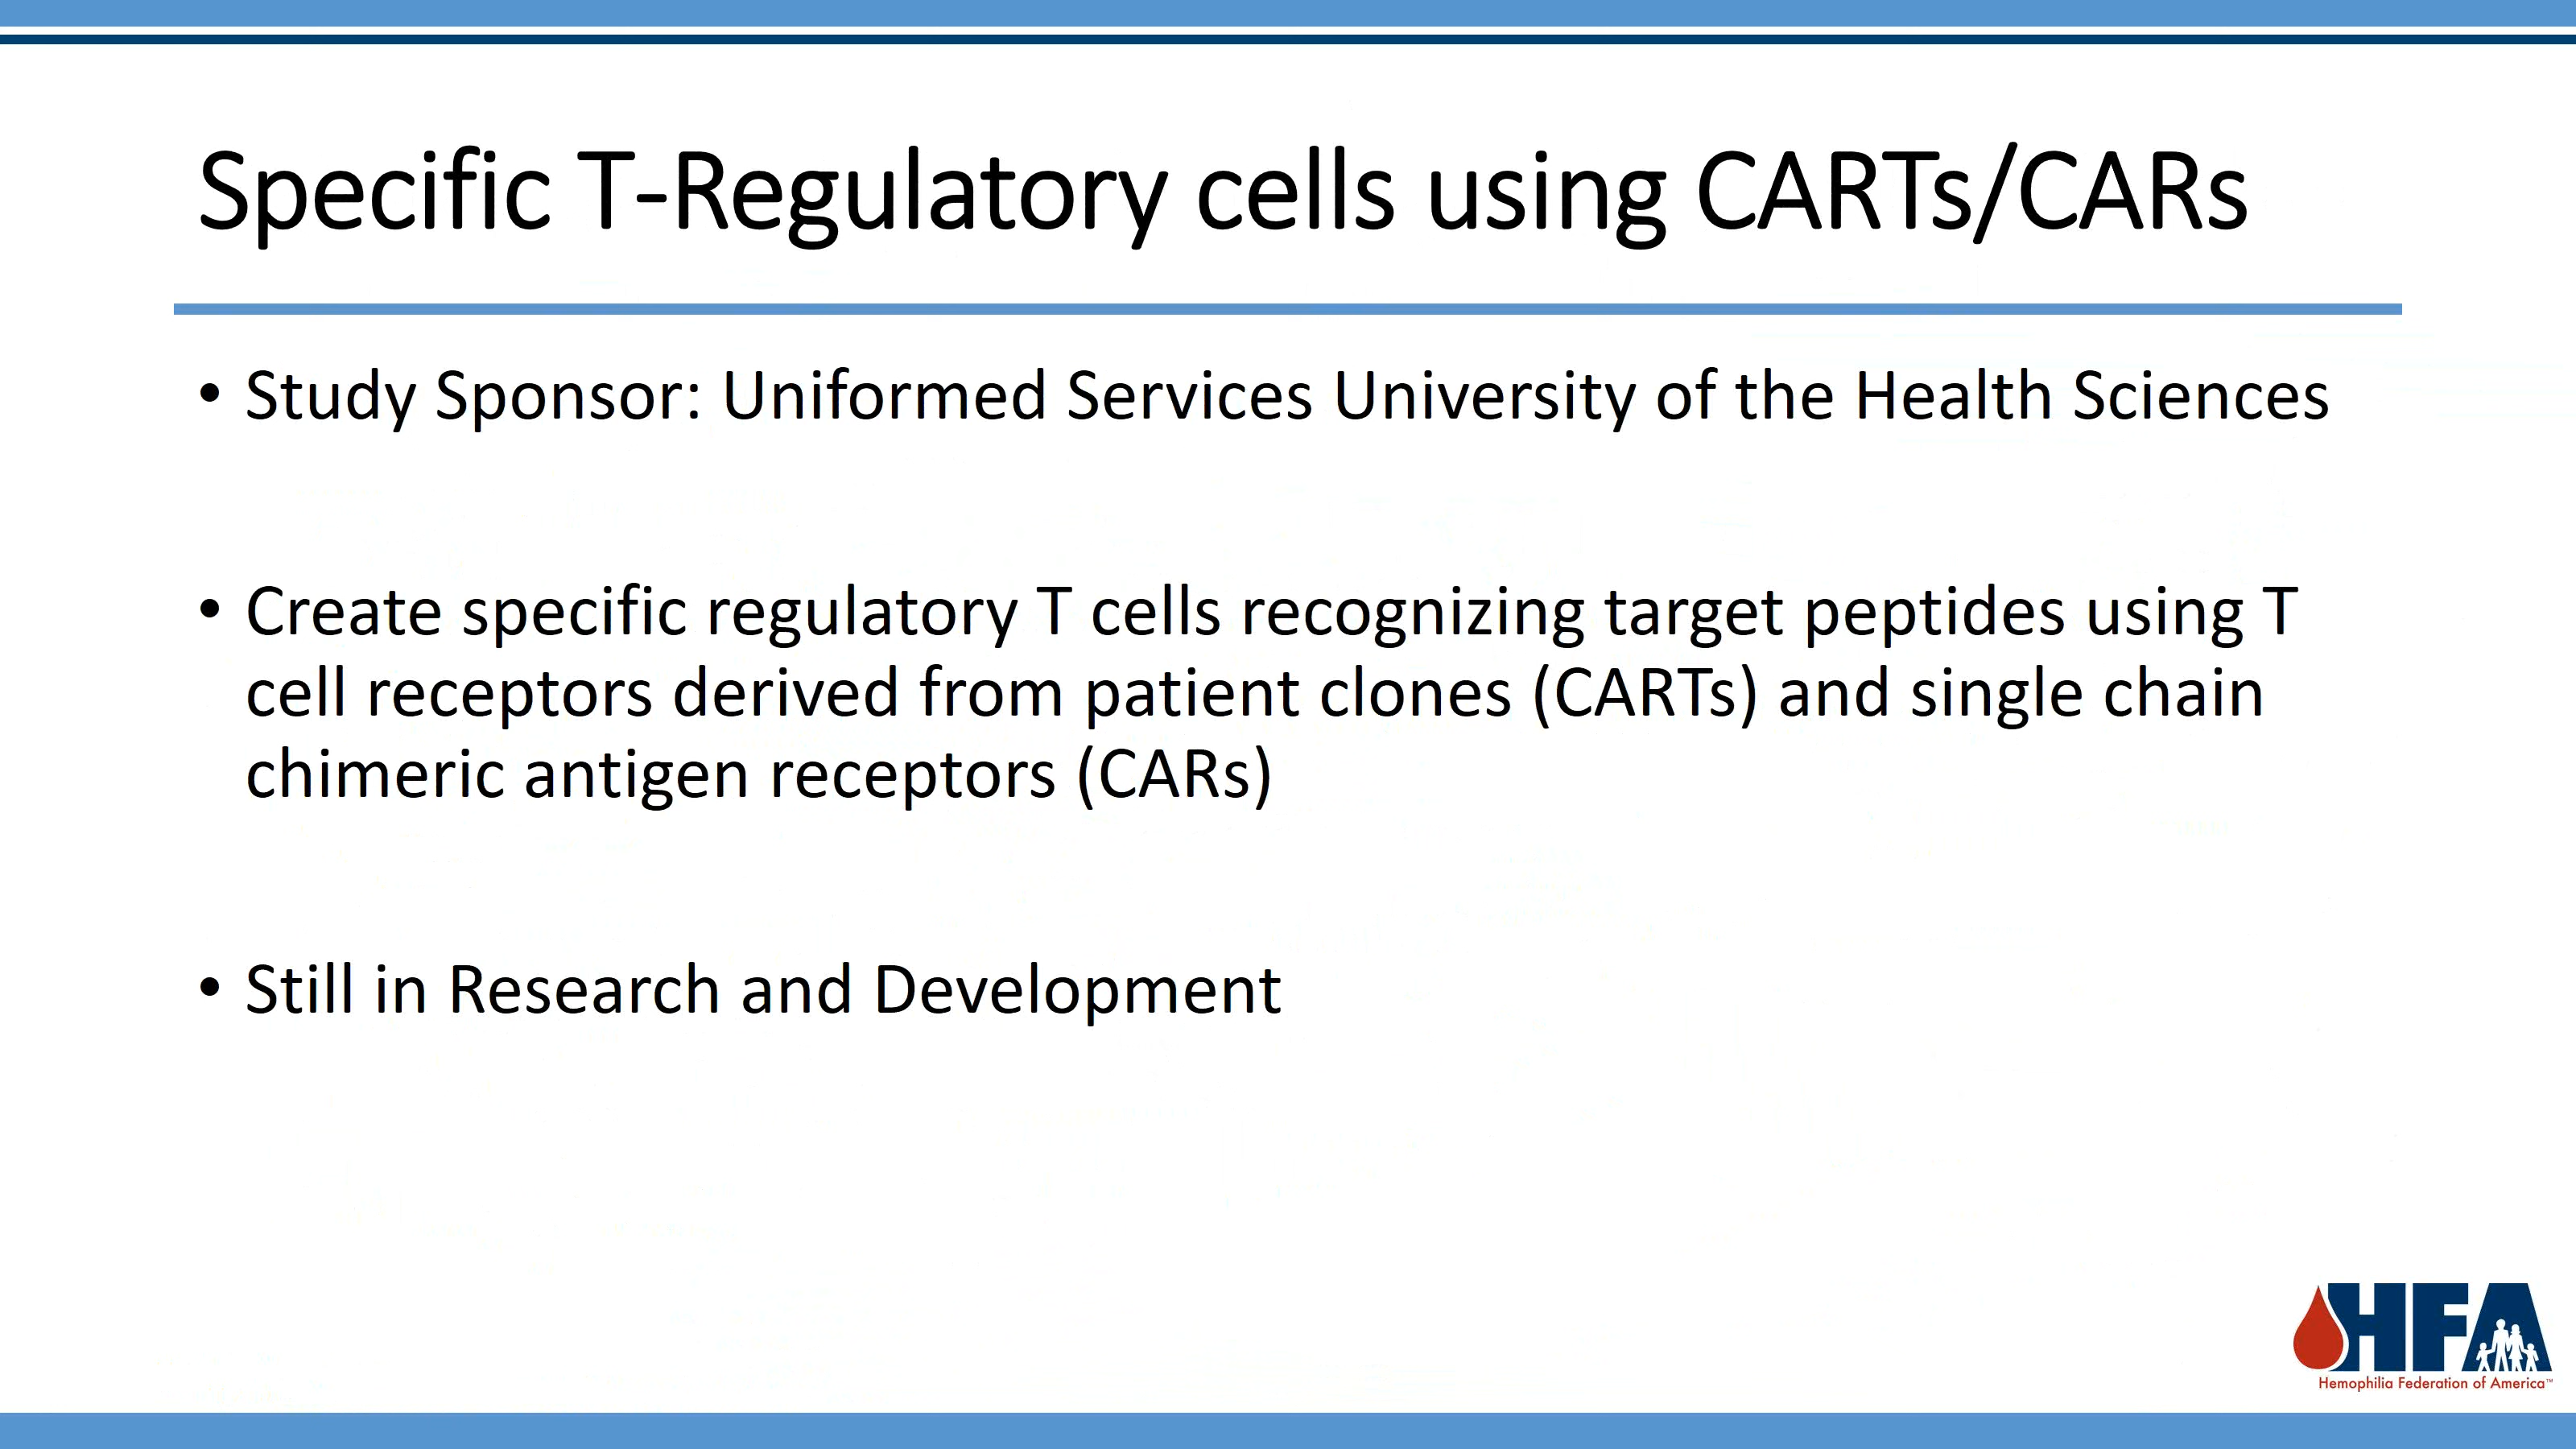 Specific T-Regulatory cells using CARTs/CARs
• Study Sponsor: Uniformed Services University of the Health Sciences
• Create specific regulatory T cells recognizing target peptides using T
cell receptors derived from patient clones (CARTs) and single chain
chimeric antigen receptors (CARs)
• Still in Research and Development
HFA
Hemophilia Federation of America™